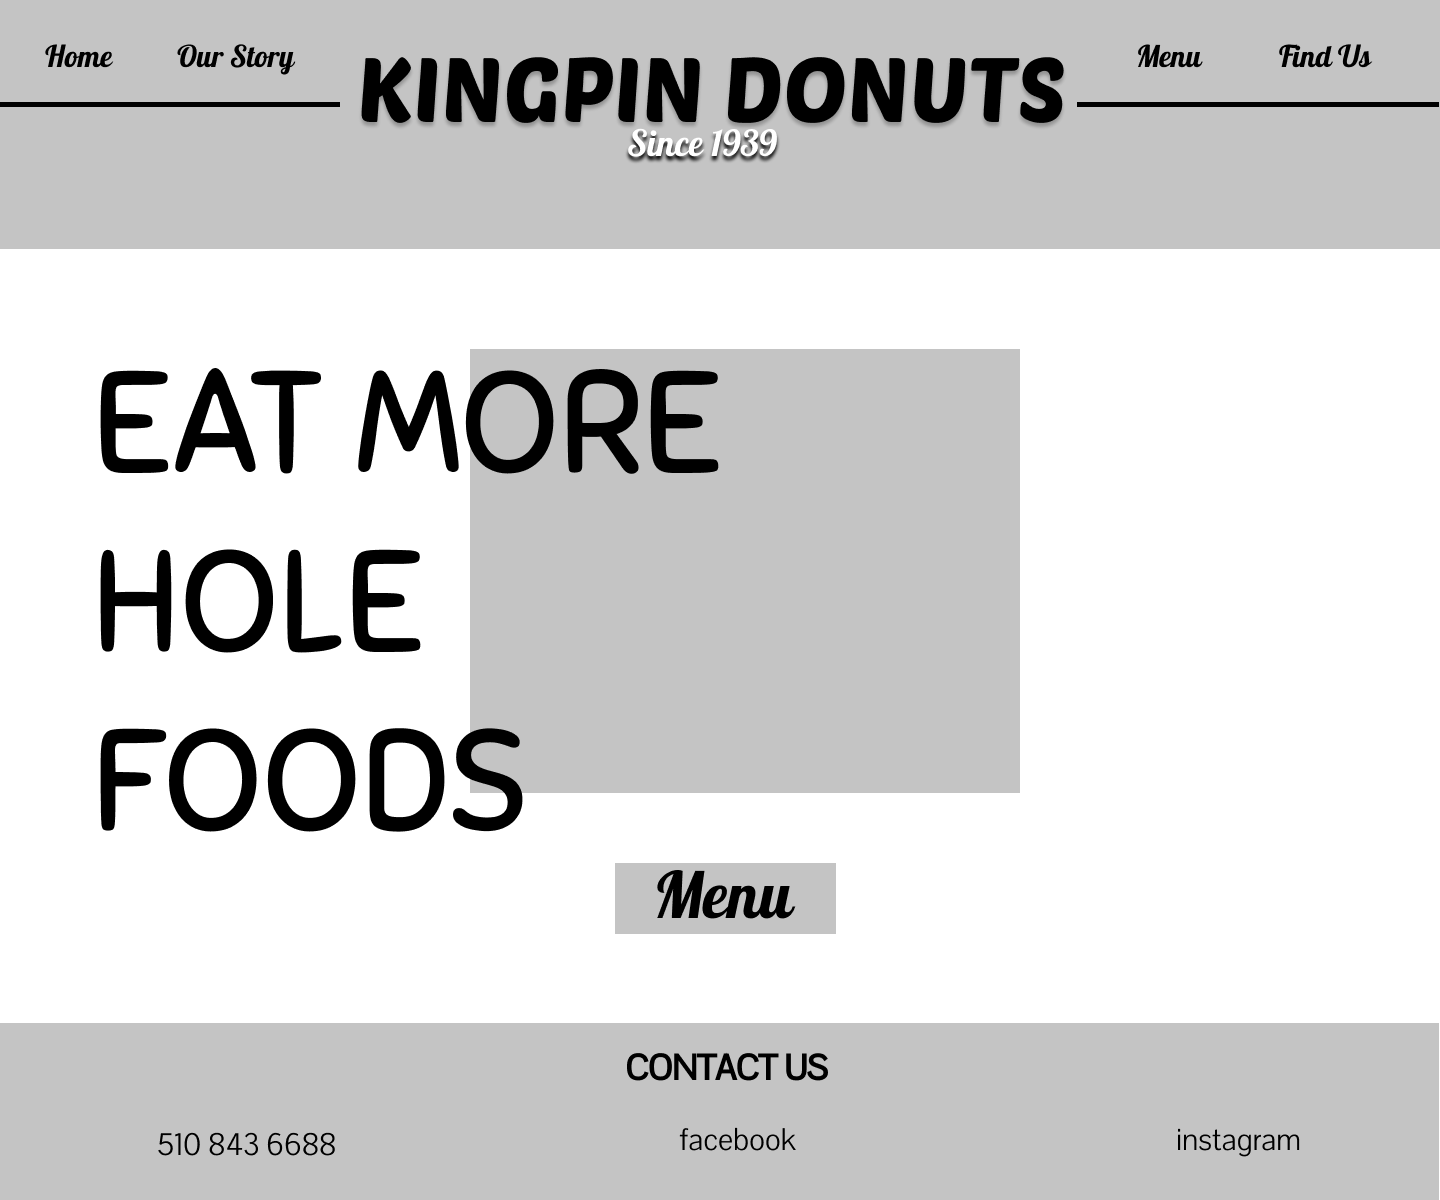 Home Our Story KINGPIN DONUTS Menu Find Us
Since 1939
EAT MORE
HOLE
FOODS
Menu
CONTACT US
510 843 6688 facebook instagram